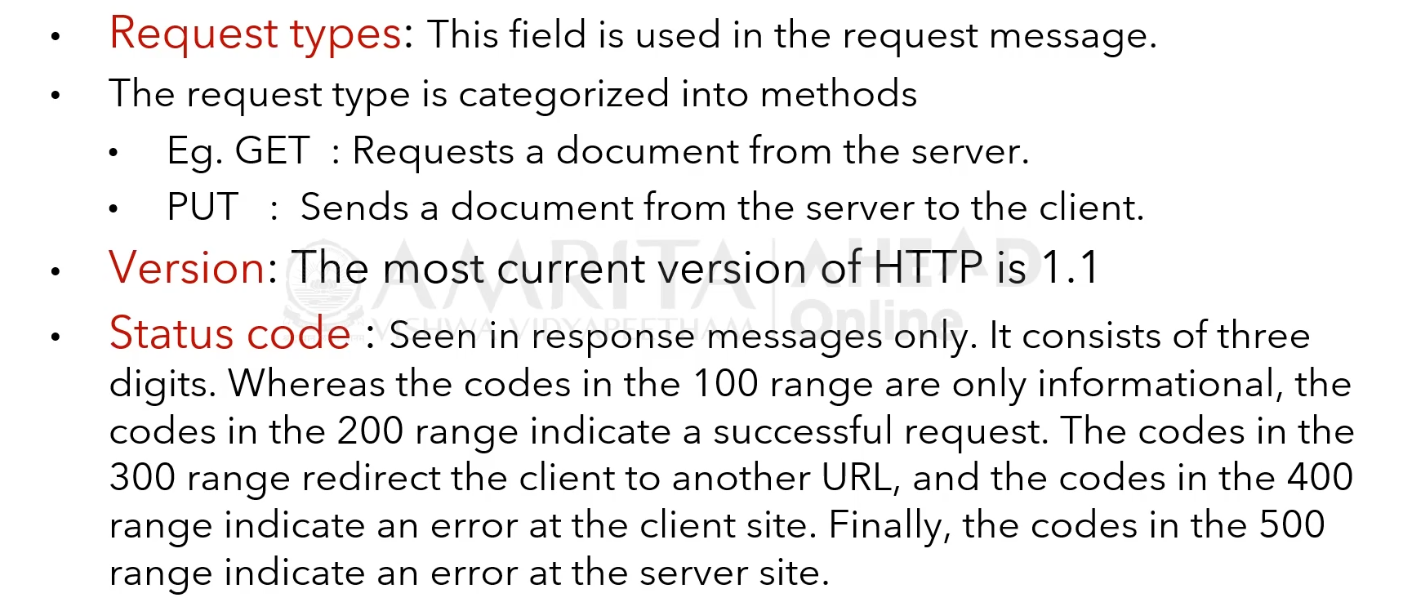 • Request types: This field is used in the request message.
• The request type is categorized into methods
• Eg. GET : Requests a document from the server.
• PUT : Sends a document from the server to the client.
• Version: The most current version of HTTP is 1.1
AMRITA AHEAD
VISHWA VIDYAPEETHAM Online
• Status code : Seen in response messages only. It consists of three
digits. Whereas the codes in the 100 range are only informational, the
codes in the 200 range indicate a successful request. The codes in the
300 range redirect the client to another URL, and the codes in the 400
range indicate an error at the client site. Finally, the codes in the 500
range indicate an error at the server site.